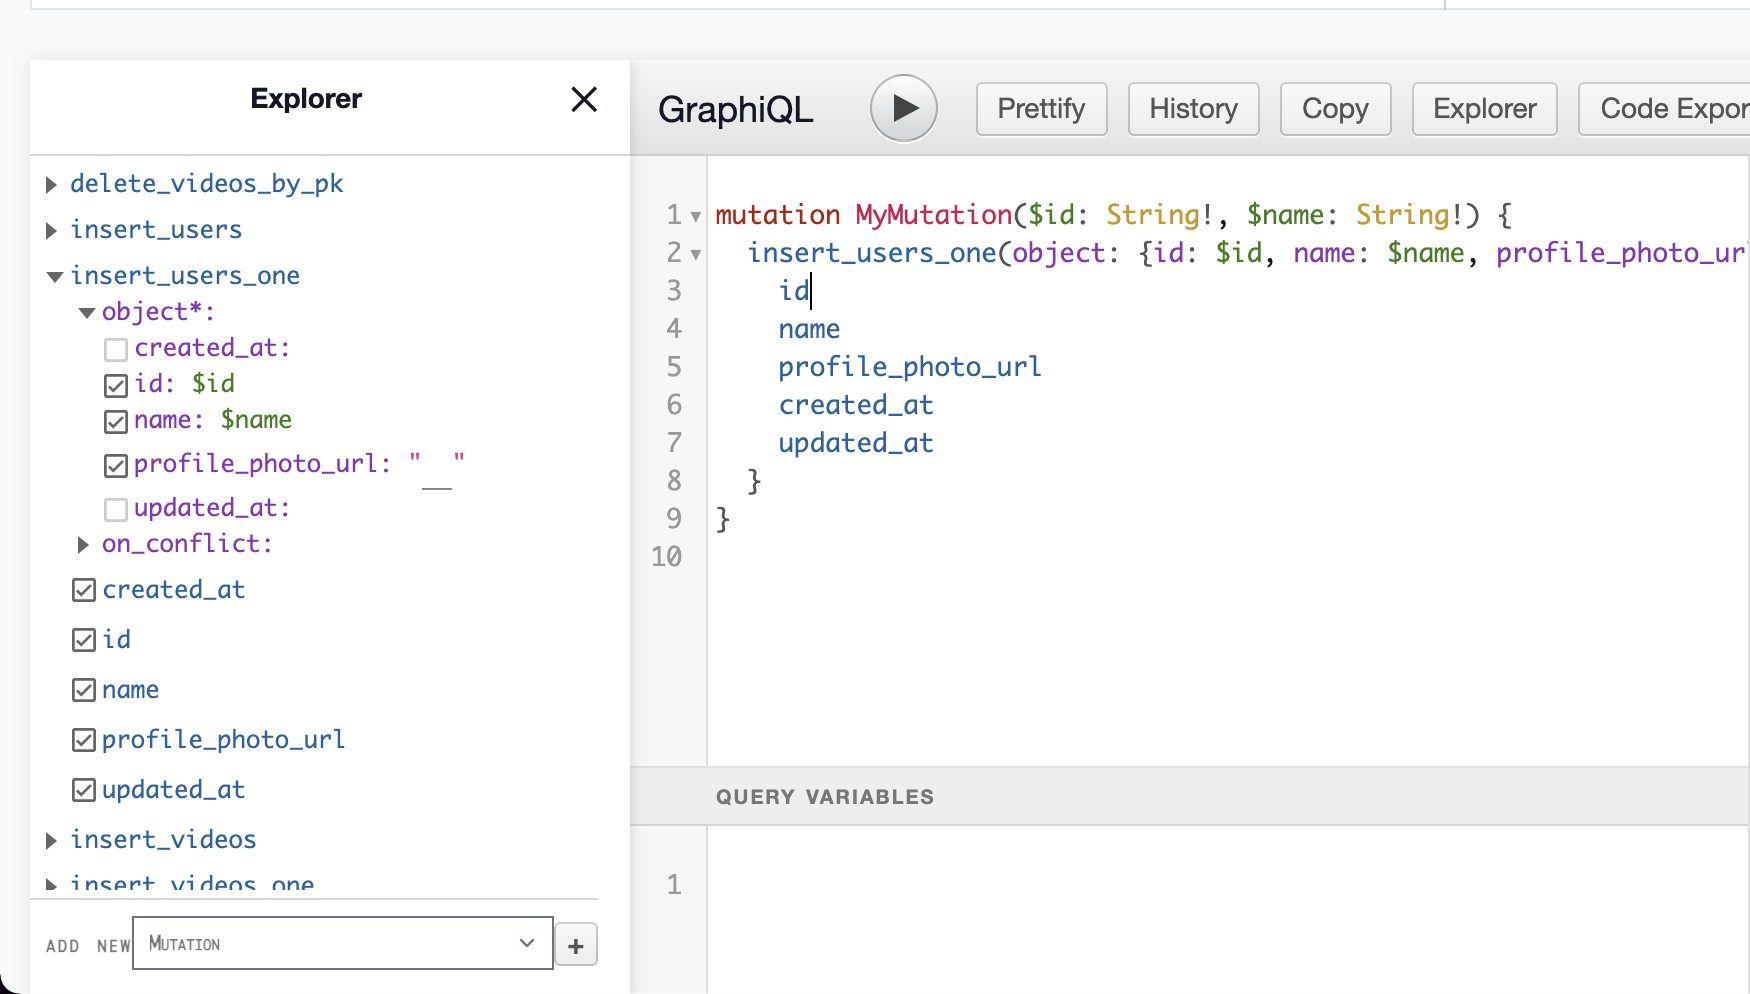 Explorer
delete_videos_by_pk
insert_users
insert_users_one
object*:
created_at:
id: $id
name: $name
profile_photo_url: "__"
updated_at:
on_conflict:
created_at
id
name
profile_photo_url
updated_at
insert_videos
insert_videos_one
ADD NEW MUTATION +
GraphiQL Prettify History Copy Explorer Code Expor
1 mutation MyMutation($id: String!, $name: String!) {
2 insert_users_one(object: {id: $id, name: $name, profile_photo_ur
3 id
4 name
5 profile_photo_url
6 created_at
7 updated_at
8 }
9 }
10
QUERY VARIABLES
1